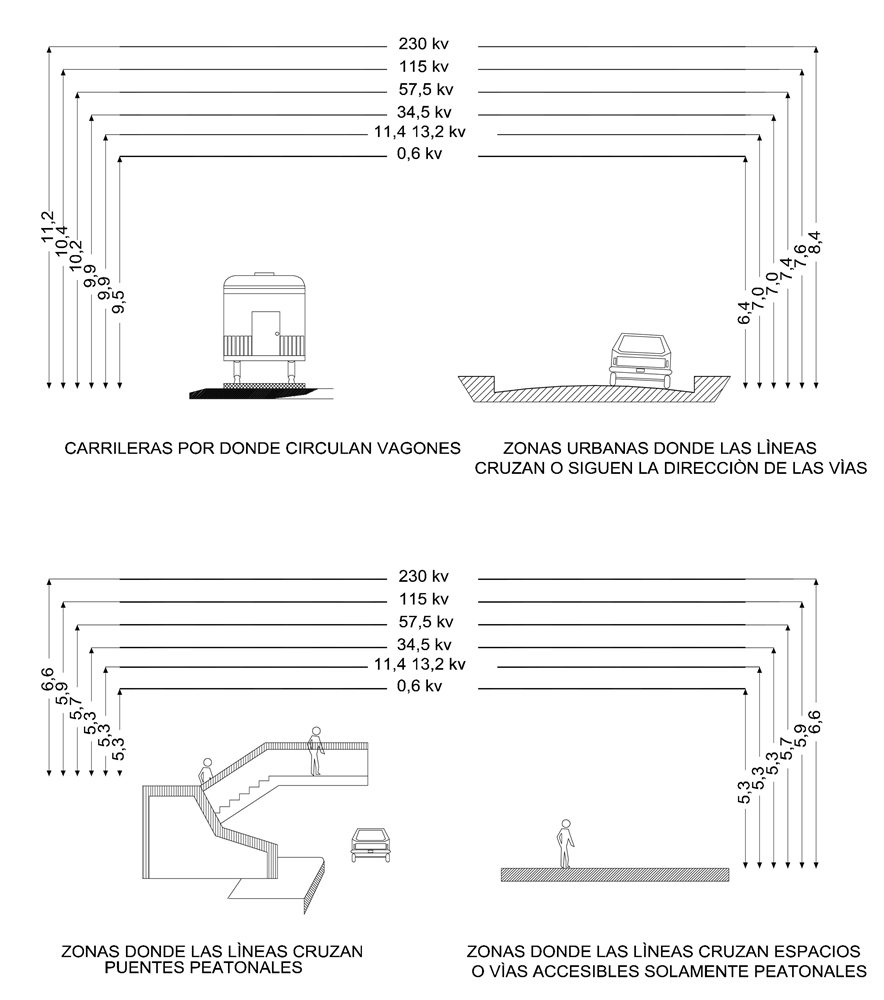 230 kv
115 kv
57,5 kv
34,5 kv
11,4 13,2 kv
0,6 kv
11,2
10,4
10,2
9,9
9,9
9,5
6,4
7,0
7,0
7,4
7,6
8,4
CARRILERAS POR DONDE CIRCULAN VAGONES
ZONAS URBANAS DONDE LAS LÌNEAS
CRUZAN O SIGUEN LA DIRECCIÒN DE LAS VÌAS
230 kv
115 kv
57,5 kv
34,5 kv
11,4 13,2 kv
0,6 kv
6,6
5,9
5,7
5,3
5,3
5,3
5,3
5,3
5,3
5,7
5,9
6,6
ZONAS DONDE LAS LÌNEAS CRUZAN
PUENTES PEATONALES
ZONAS DONDE LAS LÌNEAS CRUZAN ESPACIOS
O VÌAS ACCESIBLES SOLAMENTE PEATONALES